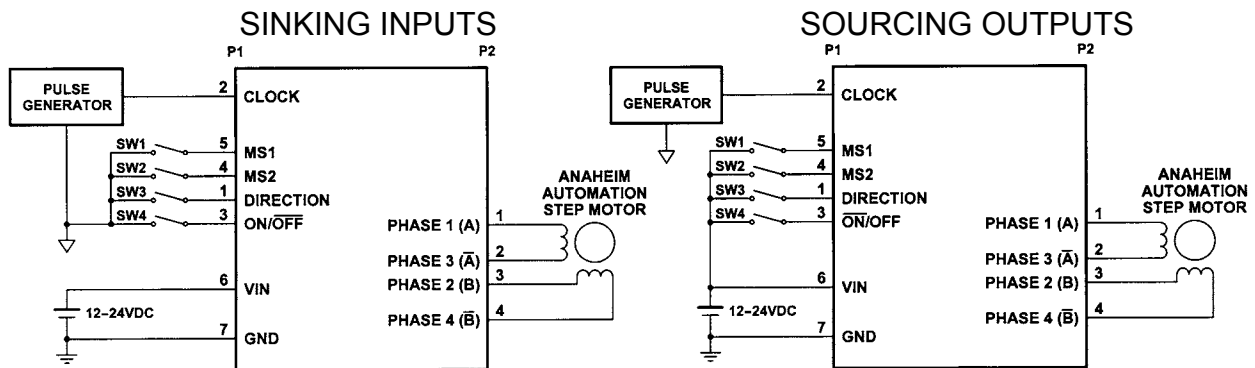 SINKING INPUTS
P1
P2
PULSE
GENERATOR
2
CLOCK
SW1
5
MS1
SW2
4
MS2
SW3
1
DIRECTION
SW4
3
ON/O̅F̅F̅
PHASE 1 (A)
1
PHASE 3 (A̅)
2
PHASE 2 (B)
3
PHASE 4 (B̅)
4
ANAHEIM
AUTOMATION
STEP MOTOR
6
VIN
12–24VDC
7
GND
SOURCING OUTPUTS
P1
P2
PULSE
GENERATOR
2
CLOCK
SW1
5
MS1
SW2
4
MS2
SW3
1
DIRECTION
SW4
3
O̅N̅/OFF
PHASE 1 (A)
1
PHASE 3 (A̅)
2
PHASE 2 (B)
3
PHASE 4 (B̅)
4
ANAHEIM
AUTOMATION
STEP MOTOR
6
VIN
12–24VDC
7
GND